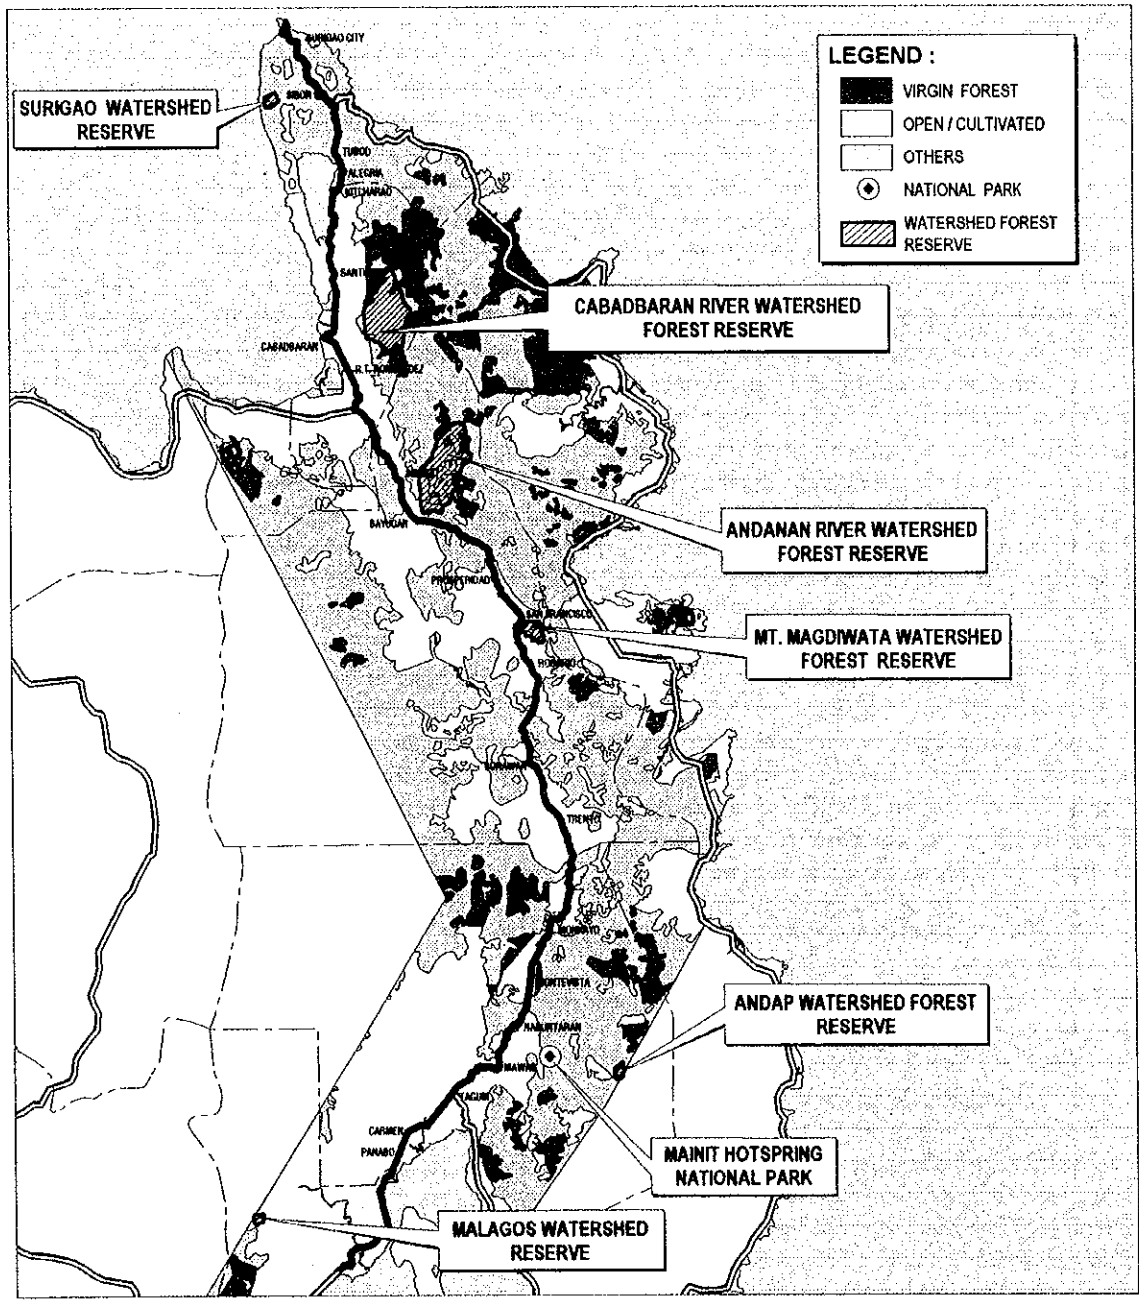 SURIGAO CITY
LEGEND :
VIRGIN FOREST
OPEN / CULTIVATED
OTHERS
NATIONAL PARK
WATERSHED FOREST
RESERVE
SURIGAO WATERSHED
RESERVE
SISON
TUBOD
ALEGRIA
KITCHARAO
CABADBARAN RIVER WATERSHED
FOREST RESERVE
CABADBARAN
BAYUGAN
ANDANAN RIVER WATERSHED
FOREST RESERVE
PROSPERIDAD
SAN FRANCISCO
MT. MAGDIWATA WATERSHED
FOREST RESERVE
ROSARIO
TRENTO
MONKAYO
MONTEVISTA
ANDAP WATERSHED FOREST
RESERVE
NABUNTURAN
MAWAB
TAGUM
CARMEN
PANABO
MAINIT HOTSPRING
NATIONAL PARK
MALAGOS WATERSHED
RESERVE